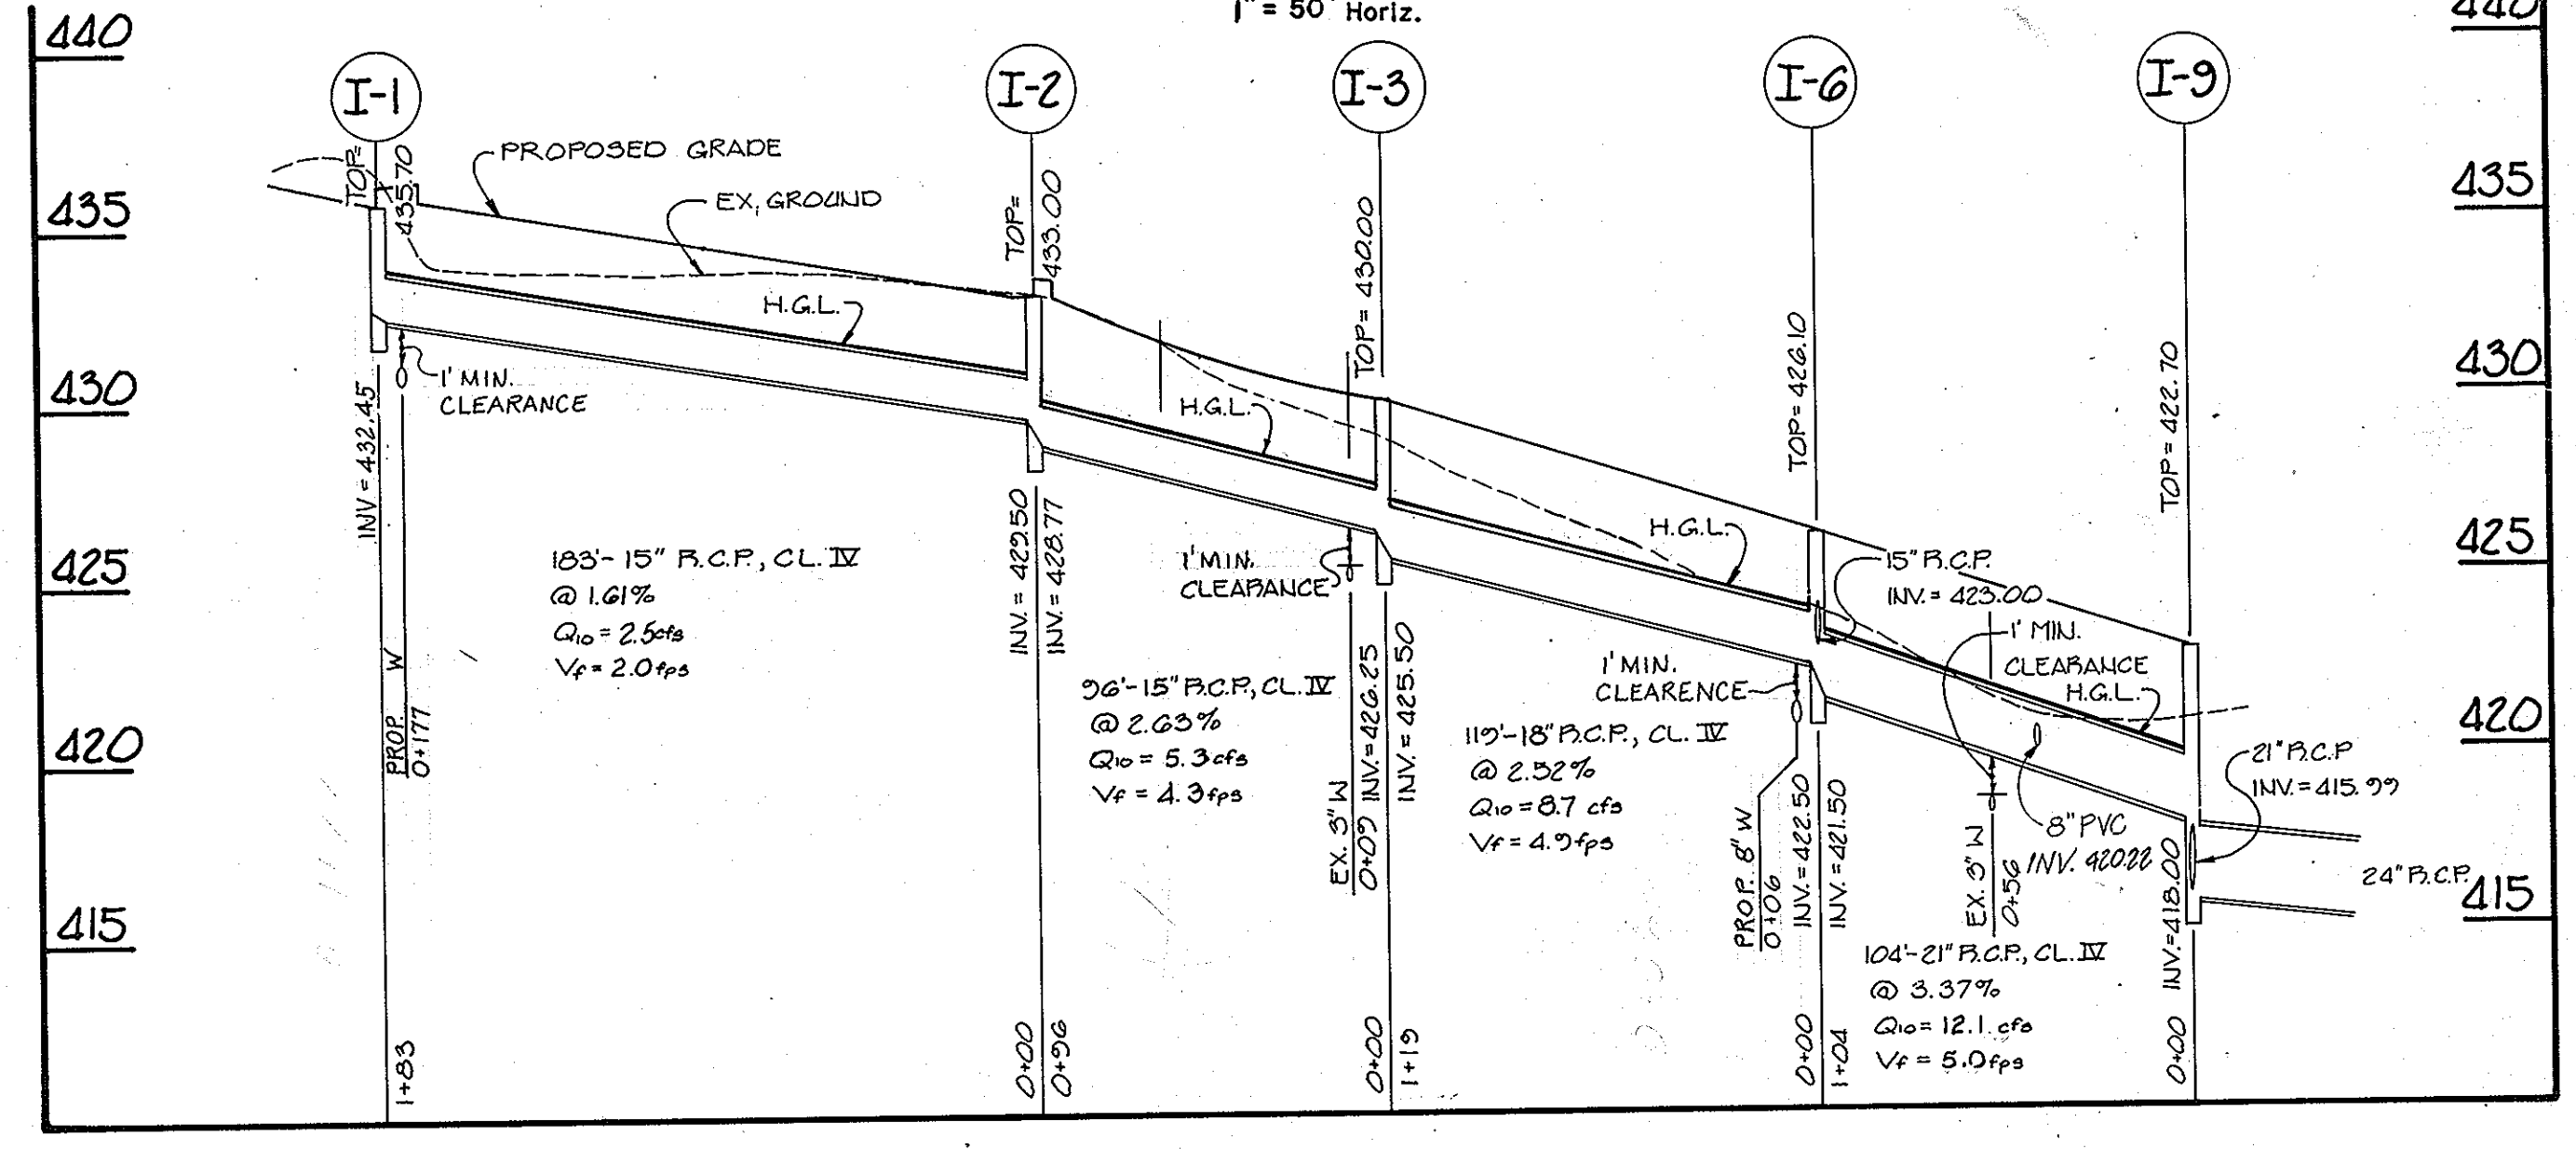 1" = 50' Horiz.
440
440
I-1
I-2
I-3
I-6
I-9
TOP=
435.70
PROPOSED GRADE
EX. GROUND
TOP=
433.00
TOP= 430.00
TOP= 426.10
TOP= 422.70
435
435
H.G.L.
H.G.L.
H.G.L.
H.G.L.
430
430
1' MIN.
CLEARANCE
INV = 432.45
PROP. W
0+177
183'- 15" R.C.P., CL. IV
@ 1.61%
Q10 = 2.5cfs
Vf = 2.0fps
INV. = 429.50
INV. = 428.77
425
425
1' MIN.
CLEARANCE
96'-15" R.C.P., CL. IV
@ 2.63%
Q10 = 5.3cfs
Vf = 4.3fps
EX. 3" W
0+09
INV.=426.25
INV. = 425.50
15" R.C.P.
INV.= 423.00
1' MIN.
CLEARANCE
1' MIN.
CLEARENCE
119'-18" R.C.P., CL. IV
@ 2.52%
Q10 = 8.7 cfs
Vf = 4.9fps
PROP. 8" W
0+06
INV.= 422.50
INV.= 421.50
420
420
21" R.C.P
INV.=415.99
8" PVC
INV. 420.22
EX. 3" W
0+56
INV.=418.00
24" R.C.P.
415
415
104'-21" R.C.P., CL. IV
@ 3.37%
Q10 = 12.1 cfs
Vf = 5.0fps
1+83
0+00
0+96
0+00
1+19
0+00
1+04
0+00